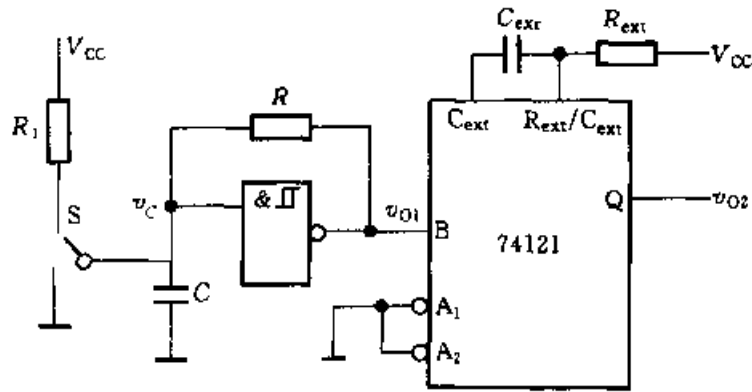 V_CC
R_1
S
v_C
C
R
&
v_O1
C_ext
R_ext
V_CC
C_ext
R_ext/C_ext
B
74121
Q
v_O2
A_1
A_2